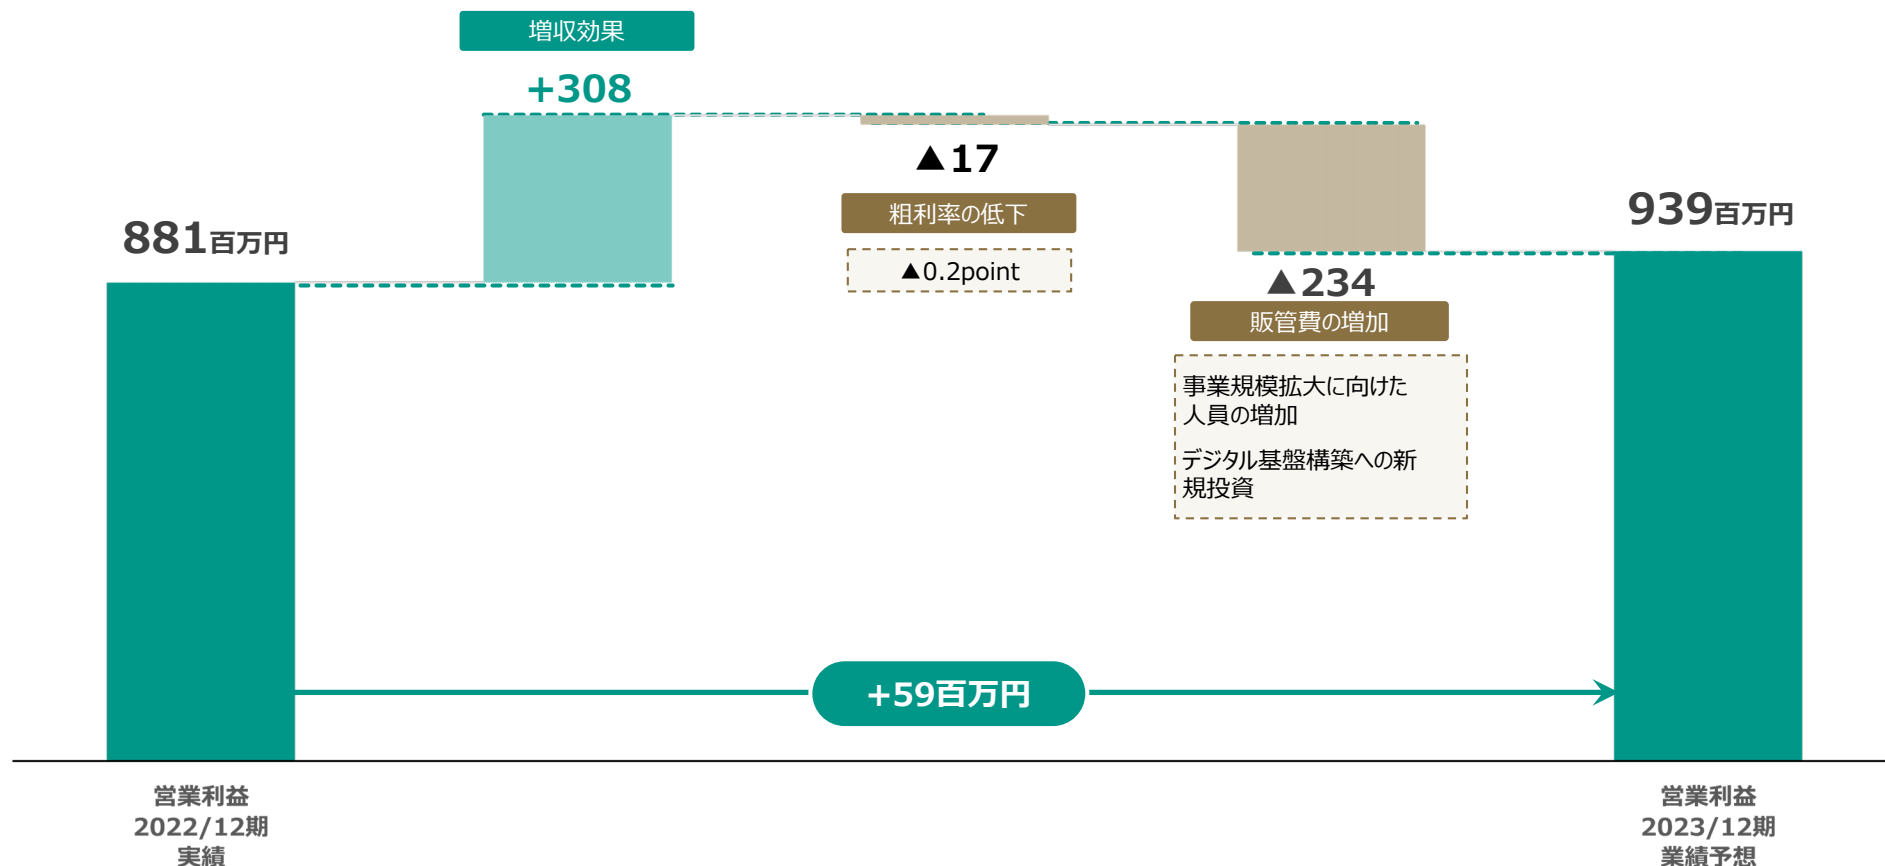 増収効果
+308
▲17
粗利率の低下
▲0.2point
881百万円
939百万円
▲234
販管費の増加
事業規模拡大に向けた
人員の増加
デジタル基盤構築への新
規投資
+59百万円
営業利益
2022/12期
実績
営業利益
2023/12期
業績予想